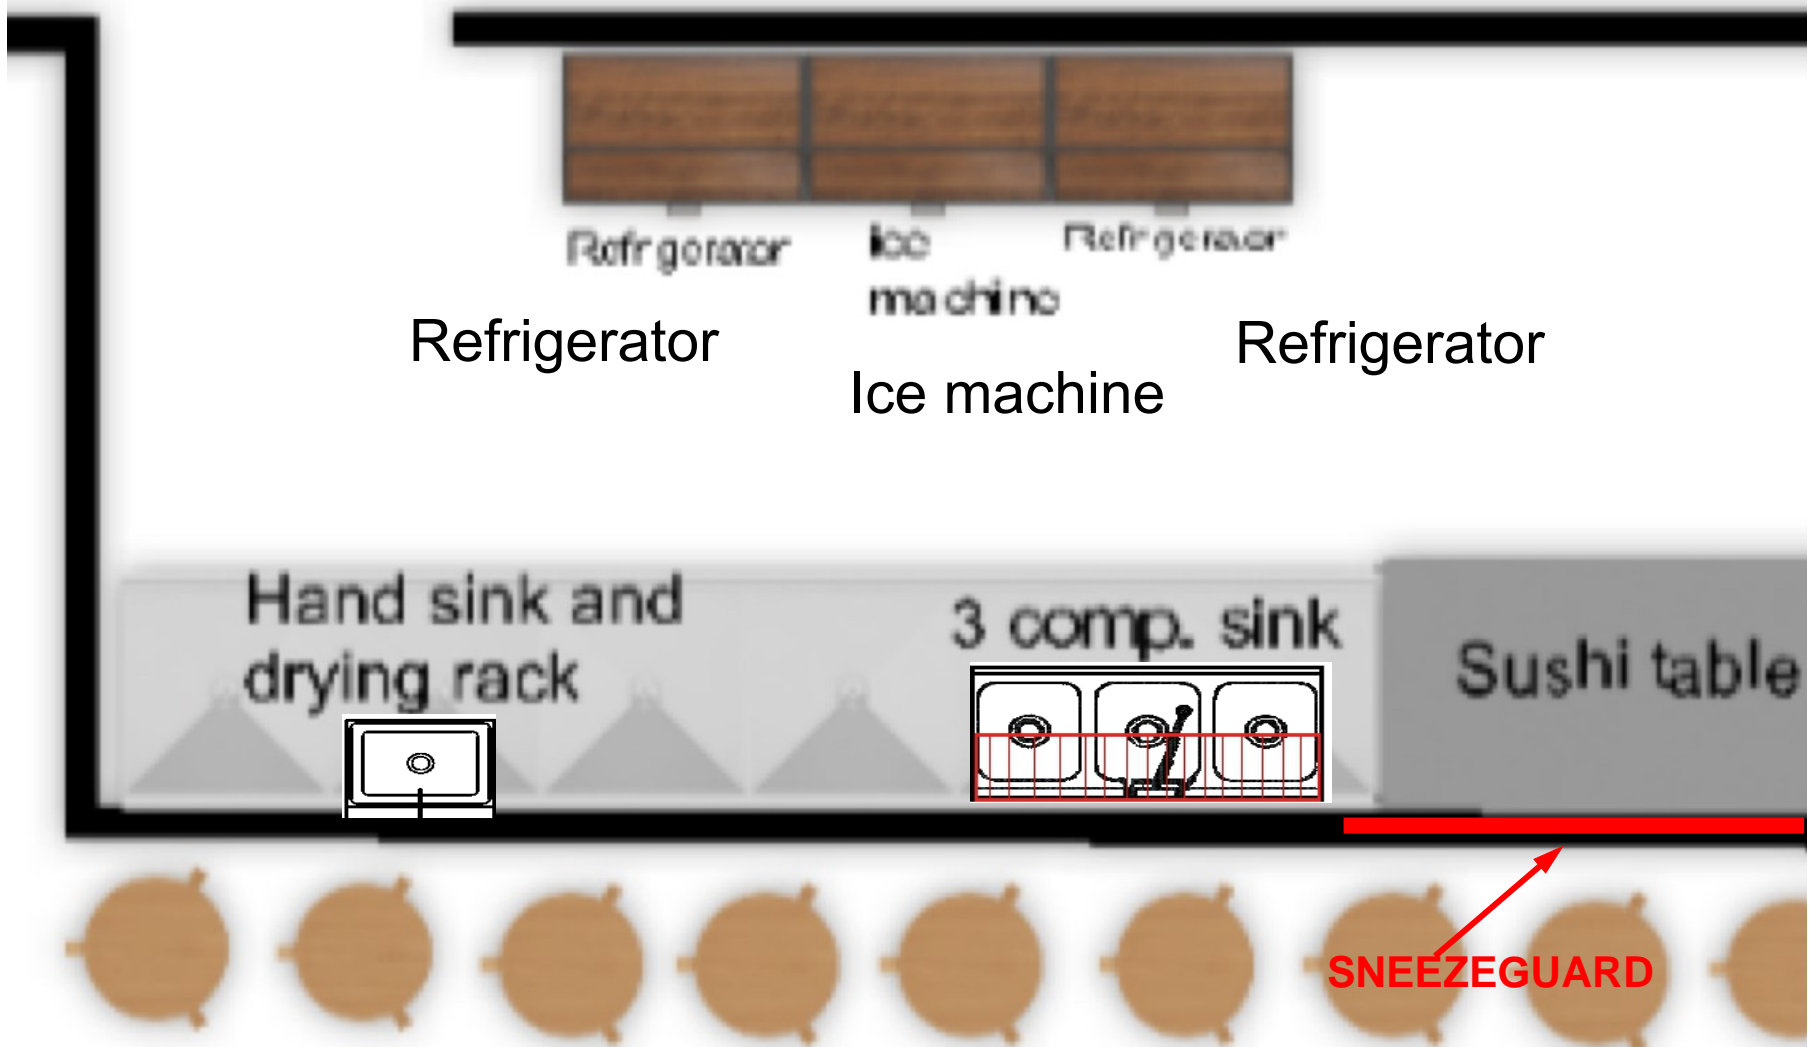 Refrigerator
ice
machine
Refrigerator
Refrigerator
Ice machine
Refrigerator
Hand sink and
drying rack
3 comp. sink
Sushi table
SNEEZEGUARD